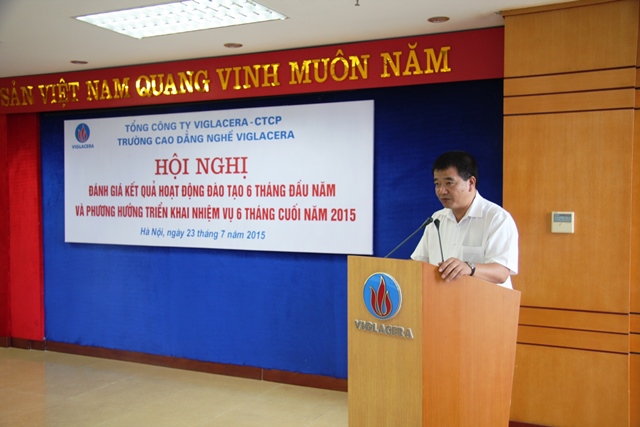 SẢN VIỆT NAM QUANG VINH MUÔN NĂM
VIGLACERA
TỔNG CÔNG TY VIGLACERA - CTCP
TRƯỜNG CAO ĐẲNG NGHỀ VIGLACERA
HỘI NGHỊ
ĐÁNH GIÁ KẾT QUẢ HOẠT ĐỘNG ĐÀO TẠO 6 THÁNG ĐẦU NĂM
VÀ PHƯƠNG HƯỚNG TRIỂN KHAI NHIỆM VỤ 6 THÁNG CUỐI NĂM 2015
Hà Nội, ngày 23 tháng 7 năm 2015
VIGLACERA